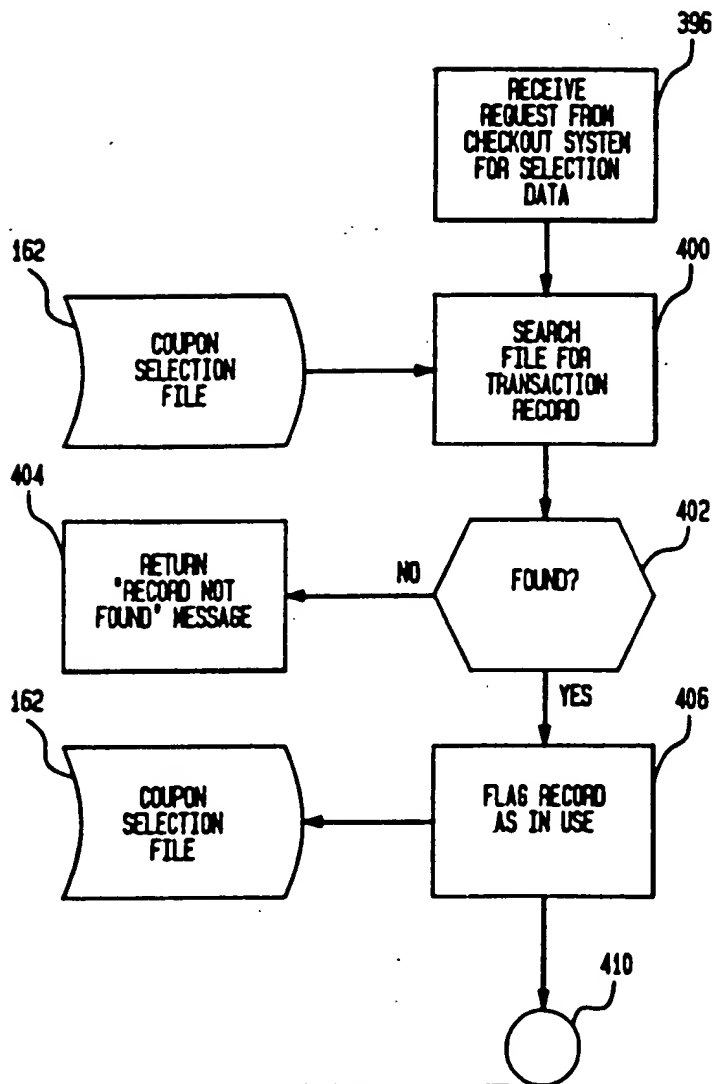 396
RECEIVE
REQUEST FROM
CHECKOUT SYSTEM
FOR SELECTION
DATA
162
COUPON
SELECTION
FILE
400
SEARCH
FILE FOR
TRANSACTION
RECORD
404
RETURN
"RECORD NOT
FOUND" MESSAGE
NO
402
FOUND?
YES
162
COUPON
SELECTION
FILE
406
FLAG RECORD
AS IN USE
410